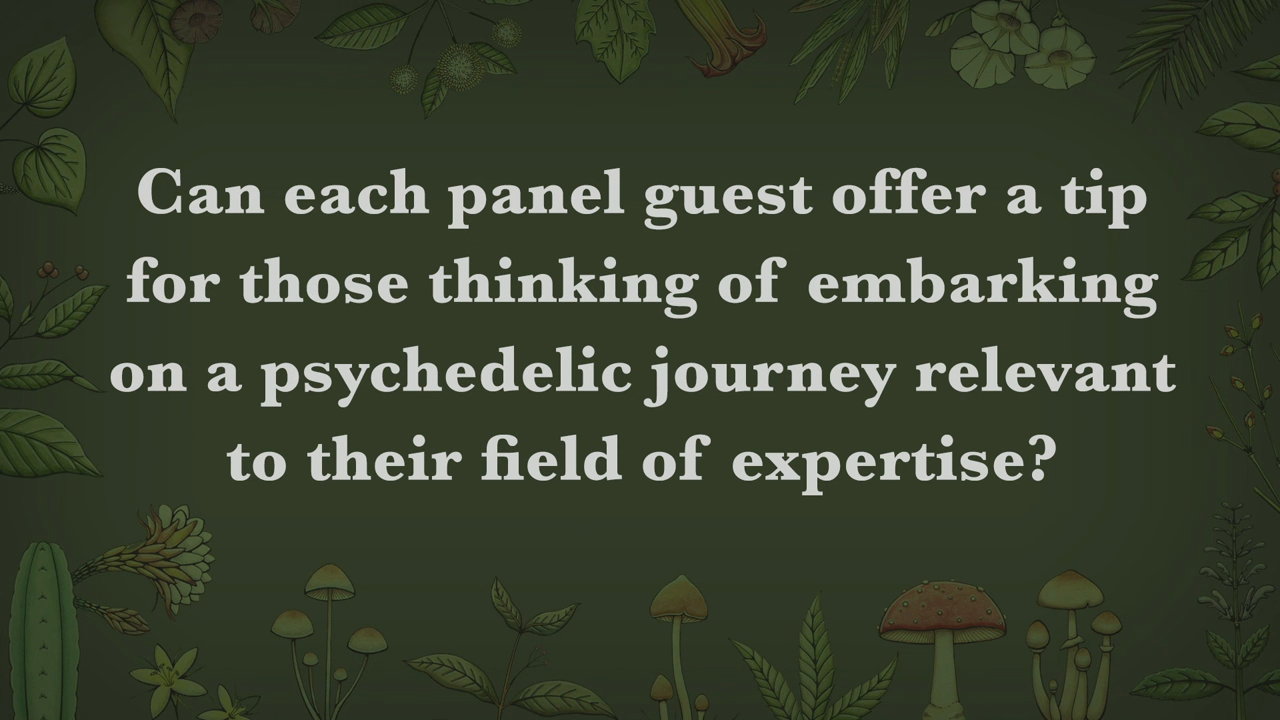 Can each panel guest offer a tip
for those thinking of embarking
on a psychedelic journey relevant
to their field of expertise?